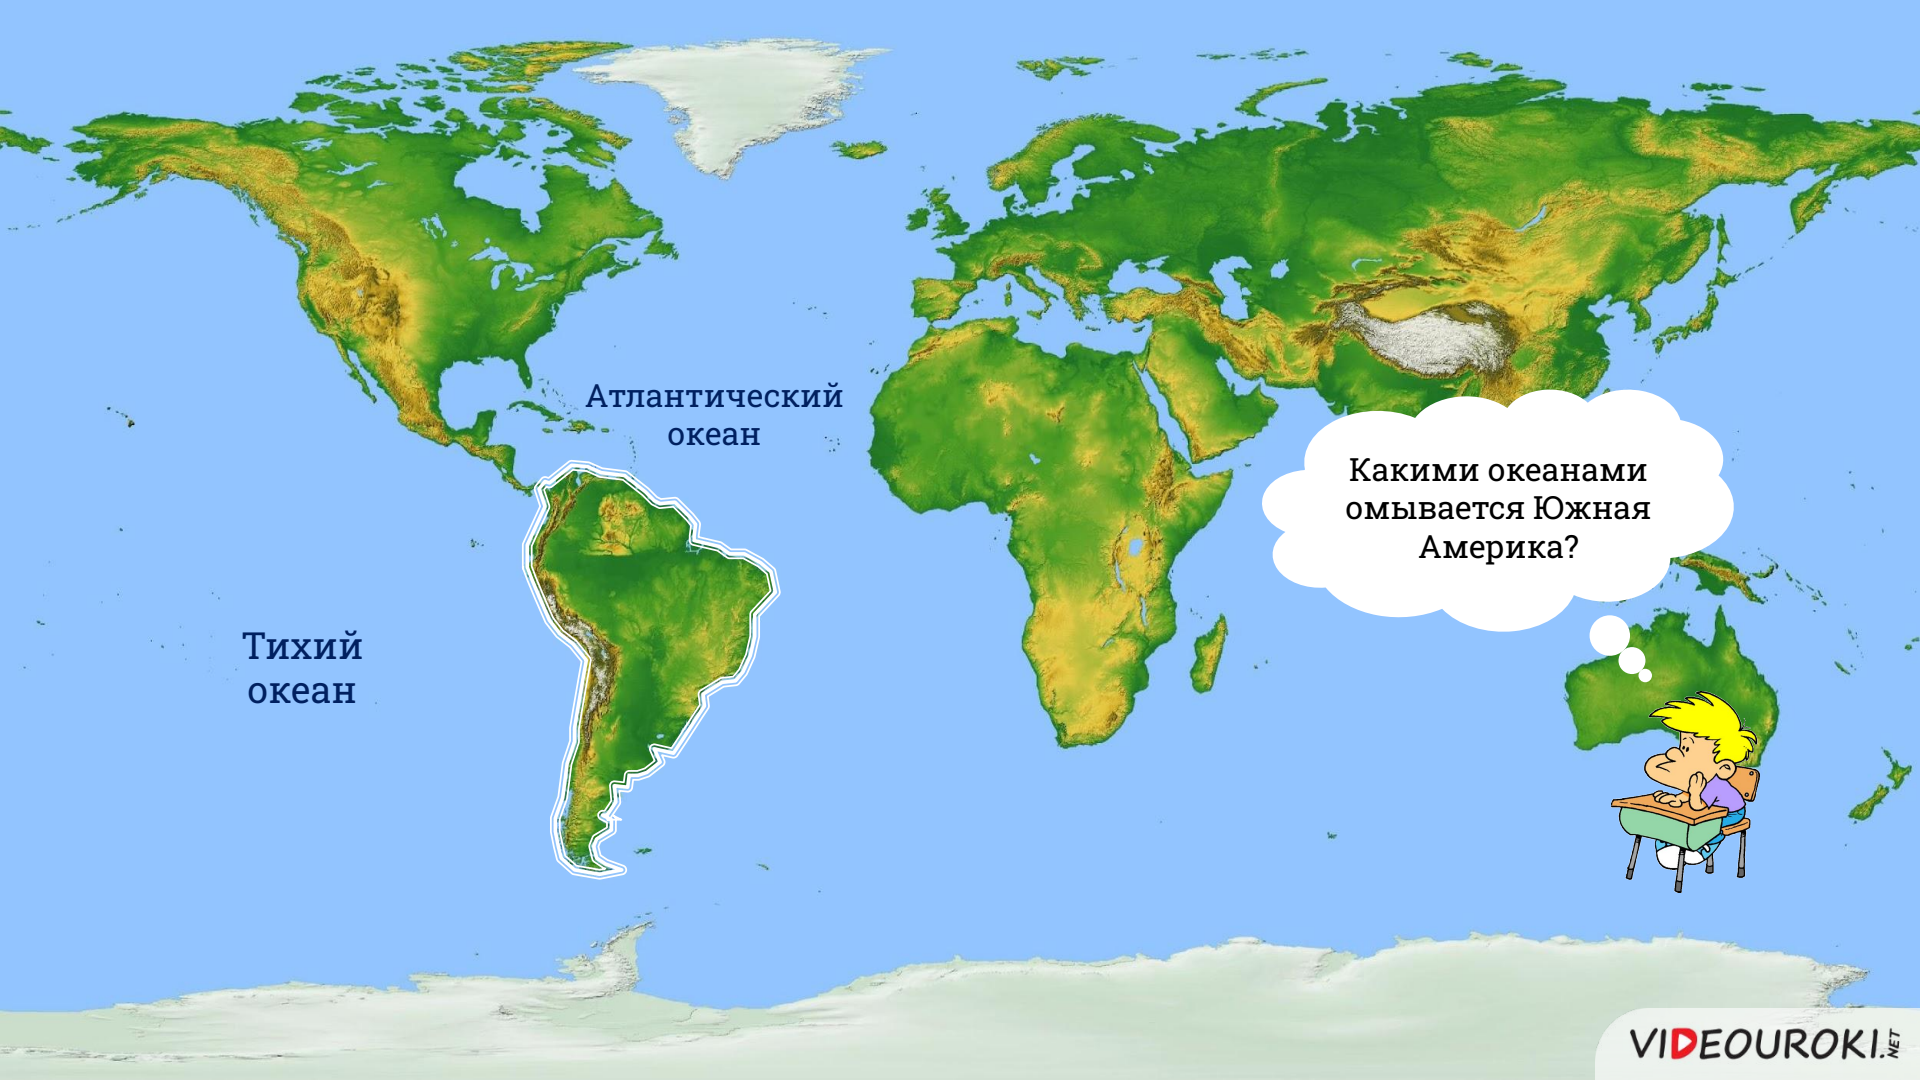 Атлантический
океан
Какими океанами
омывается Южная
Америка?
Тихий
океан
VIDEOUROKI.NET